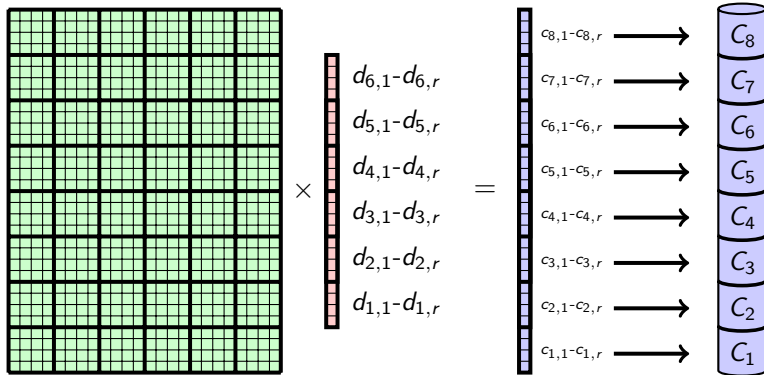 c8,1-c8,r C8
d6,1-d6,r c7,1-c7,r C7
d5,1-d5,r c6,1-c6,r C6
d4,1-d4,r c5,1-c5,r C5
× d3,1-d3,r = c4,1-c4,r C4
d2,1-d2,r c3,1-c3,r C3
d1,1-d1,r c2,1-c2,r C2
c1,1-c1,r C1